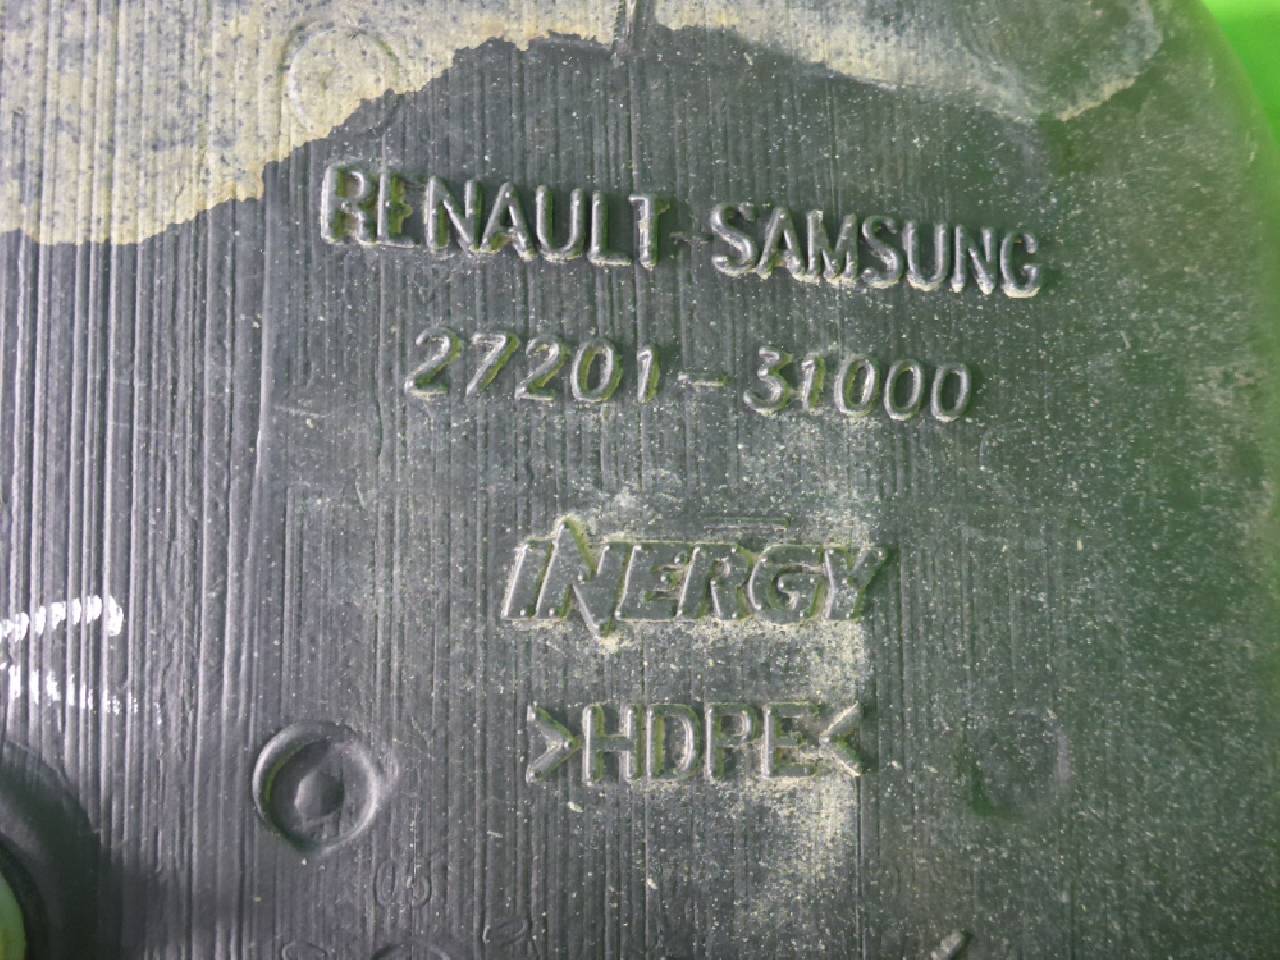 RENAULT SAMSUNG
27201-31000
INERGY
>HDPE<